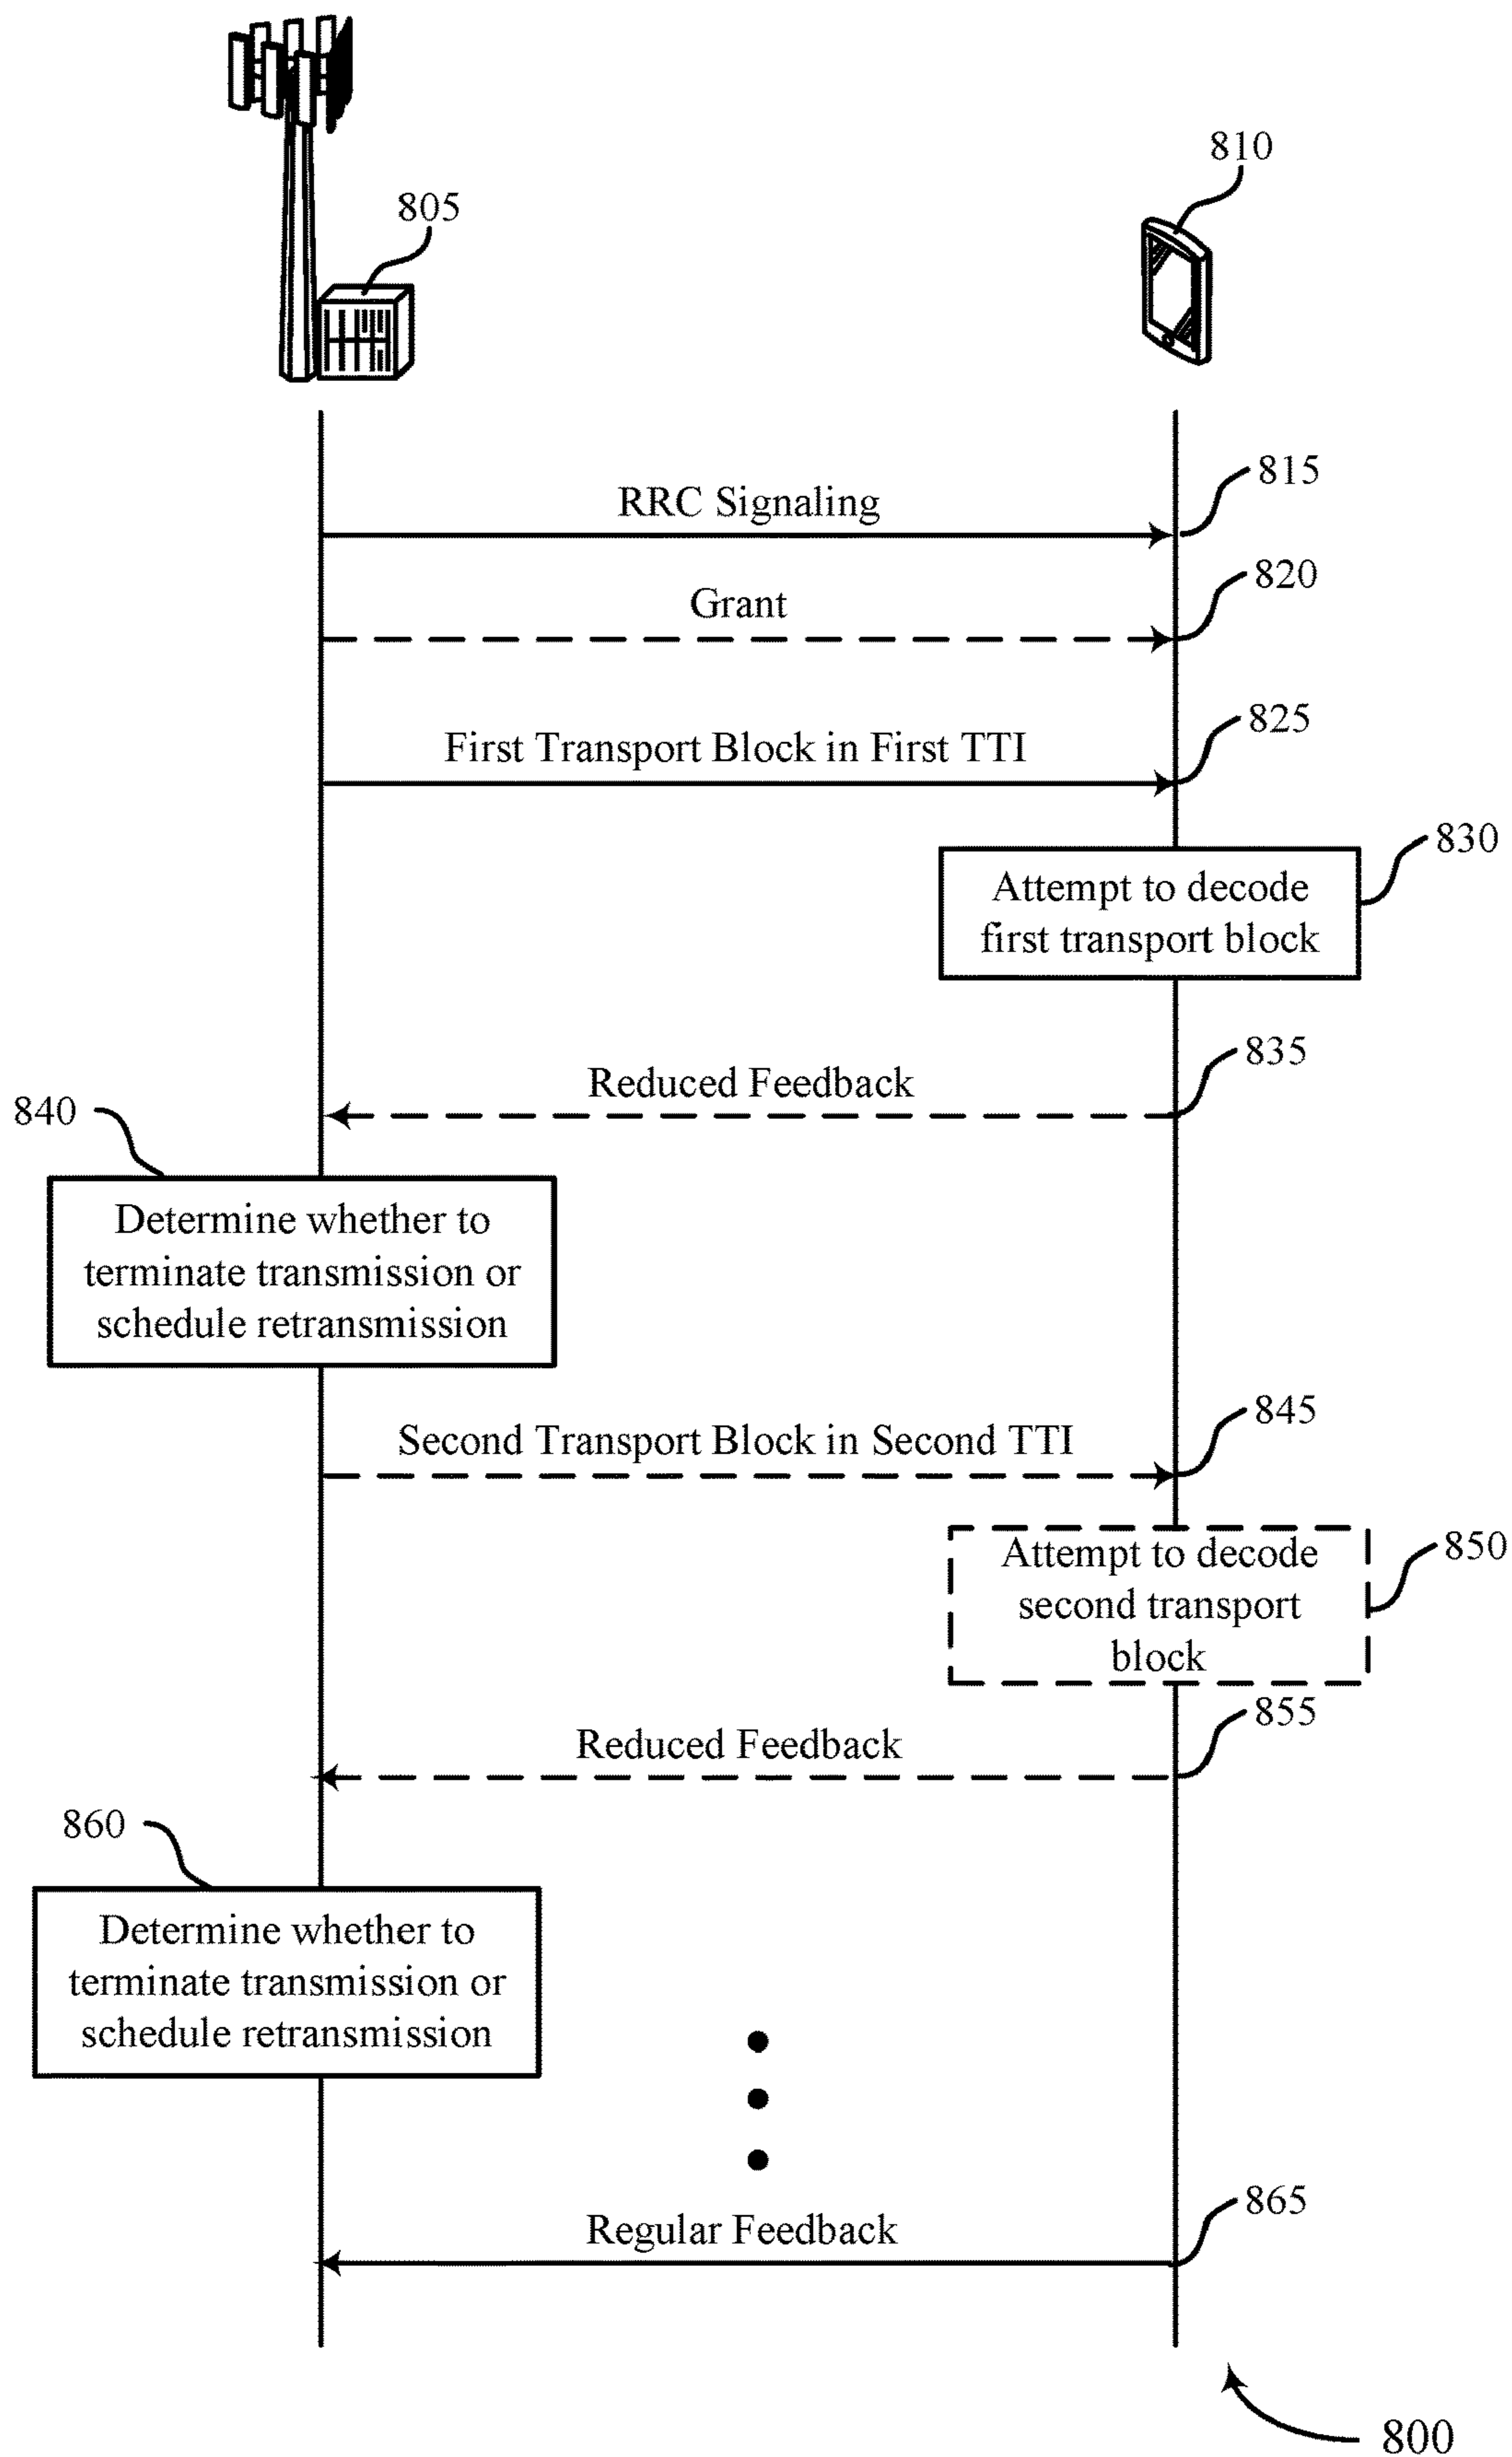 810
805
RRC Signaling
815
Grant
820
First Transport Block in First TTI
825
Attempt to decode
first transport block
830
Reduced Feedback
835
840
Determine whether to
terminate transmission or
schedule retransmission
Second Transport Block in Second TTI
845
Attempt to decode
second transport
block
850
Reduced Feedback
855
860
Determine whether to
terminate transmission or
schedule retransmission
Regular Feedback
865
800